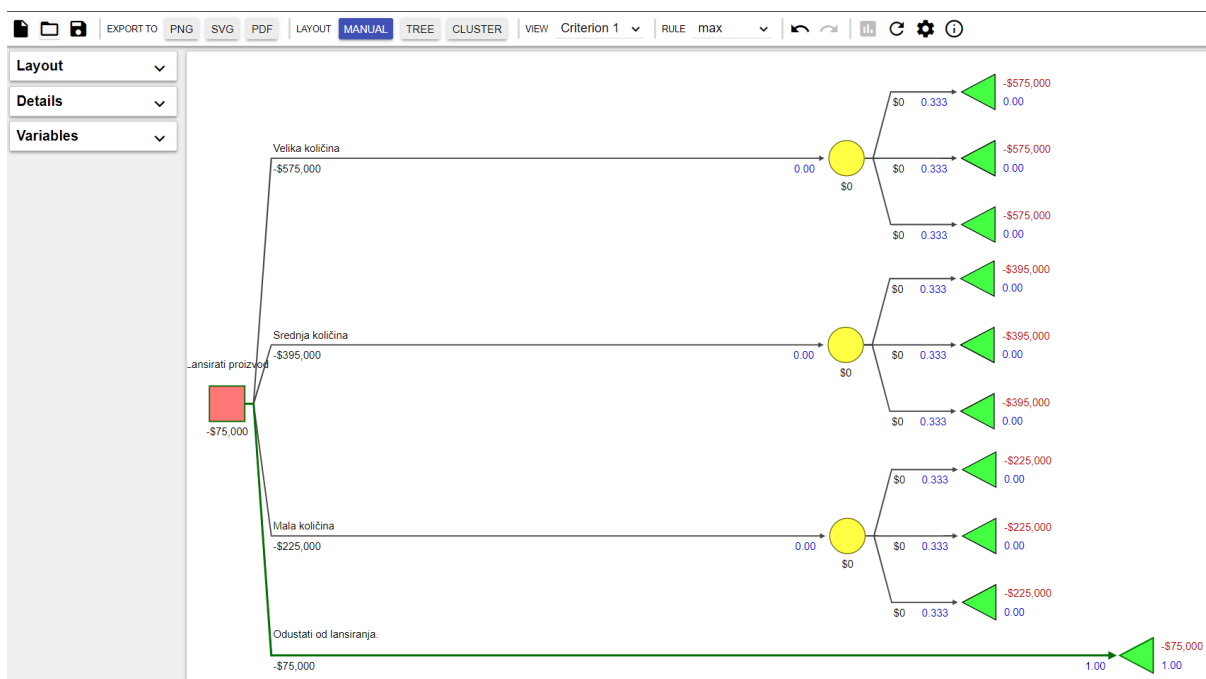 EXPORT TO PNG SVG PDF LAYOUT MANUAL TREE CLUSTER VIEW Criterion 1 RULE max
Layout
Details
Variables
-$575,000
$0 0.333 0.00
Velika količina
-$575,000
-$575,000 0.00 $0 0.333 0.00
$0
-$575,000
$0 0.333 0.00
-$395,000
$0 0.333 0.00
Srednja količina
-$395,000
-$395,000 0.00 $0 0.333 0.00
Lansirati proizvod
$0
-$395,000
$0 0.333 0.00
-$75,000
-$225,000
$0 0.333 0.00
Mala količina
-$225,000
-$225,000 0.00 $0 0.333 0.00
$0
-$225,000
$0 0.333 0.00
Odustati od lansiranja.
-$75,000
-$75,000 1.00 1.00